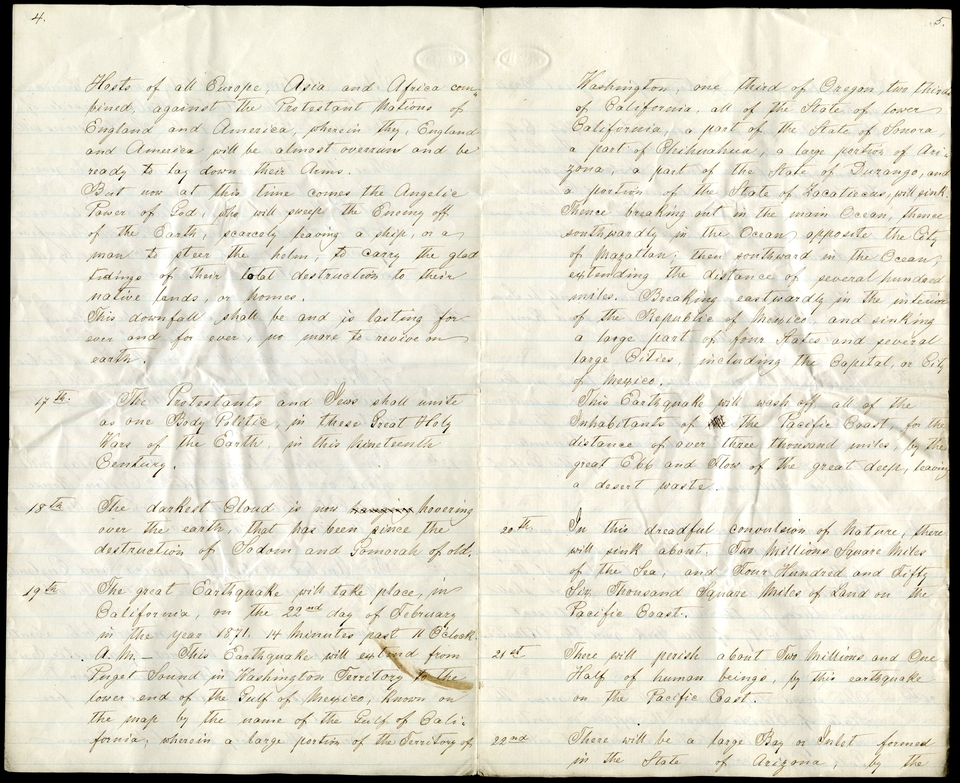 4.
Hosts of all Europe, Asia and Africa com-
bined, against the Protestant Nations of
England and America, wherein they, England
and America will be almost overrun and be
ready to lay down their Arms.
But now at this time comes the Angelic
Power of God, who will sweep the Enemy off
of the Earth, scarcely leaving a ship, or a
man to steer the helm, to carry the glad
tidings of their total destruction to their
native lands, or homes.
This downfall shall be and is lasting for
ever and for ever, no more to revive on
earth.
17th. The Protestants and Jews shall unite
as one Body Politic, in these Great Holy
Wars of the Earth, in this Nineteenth
Century.
18th The darkest Cloud is now hovering
over the earth, that has been since the
destruction of Sodom and Gomorah of old.
19th The great Earthquake will take place, in
California, on the 22nd day of February
in the year 1871. 14 Minutes past 11 O'clock
A.M. — This Earthquake will extend from
Puget Sound in Washington Territory to the
lower end of the Gulf of Mexico, known on
the map by the name of the Gulf of Cali-
fornia, wherein a large portion of the Territory of
5.
Washington, one third of Oregon, two thirds
of California, all of the State of lower
California, a part of the State of Sonora,
a part of Chihuahua, a large portion of Ari-
zona, a part of the State of Durango, and
a portion of the State of Zacatecas, will sink
Thence breaking out in the main Ocean, thence
southwardly in the Ocean opposite the City
of Mazatlan; then southward in the Ocean,
extending the distance of several hundred
miles. Breaking eastwardly in the interior
of the Republic of Mexico and sinking
a large part of four States and several
large Cities, including the Capital, or City
of Mexico.
This Earthquake will wash off all of the
Inhabitants of the Pacific Coast, for the
distance of over three thousand miles, by the
great Ebb and Flow of the great deep, leaving
a desert waste.
20th. In this dreadful convulsion of Nature, there
will sink about Two Millions Square Miles
of the Sea, and Four Hundred and Fifty
Six Thousand Square Miles of Land on the
Pacific Coast.
21st There will perish about Two Millions and One
Half of human beings, by this earthquake
on the Pacific Coast.
22nd There will be a large Bay or Inlet formed
in the State of Arizona, by the